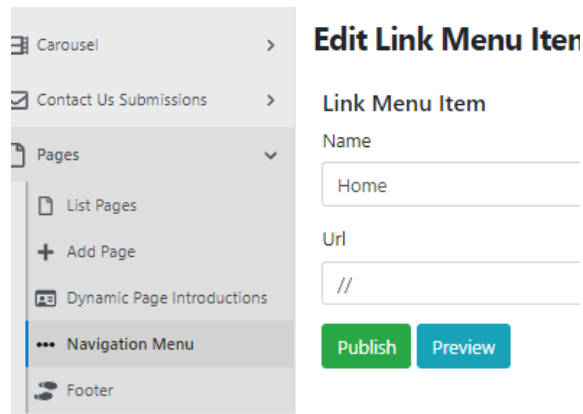 Carousel
Contact Us Submissions
Pages
List Pages
Add Page
Dynamic Page Introductions
Navigation Menu
Footer
Edit Link Menu Item
Link Menu Item
Name
Home
Url
//
Publish Preview